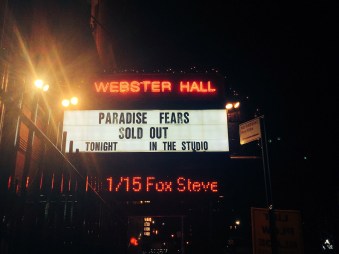 WEBSTER HALL
PARADISE FEARS
SOLD OUT
TONIGHT IN THE STUDIO
1/15 Fox Steve